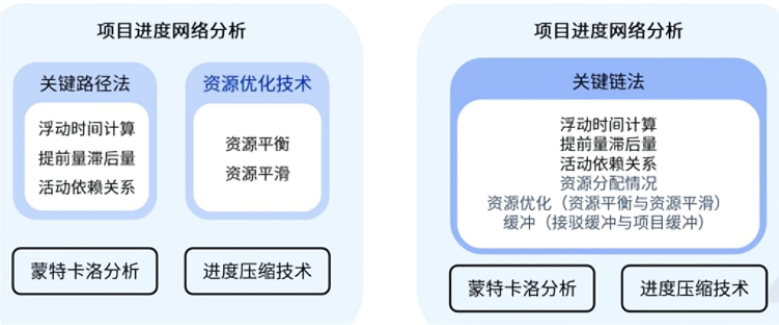 项目进度网络分析
关键路径法
浮动时间计算
提前量滞后量
活动依赖关系
资源优化技术
资源平衡
资源平滑
蒙特卡洛分析
进度压缩技术
项目进度网络分析
关键链法
浮动时间计算
提前量滞后量
活动依赖关系
资源分配情况
资源优化（资源平衡与资源平滑）
缓冲（接驳缓冲与项目缓冲）
蒙特卡洛分析
进度压缩技术